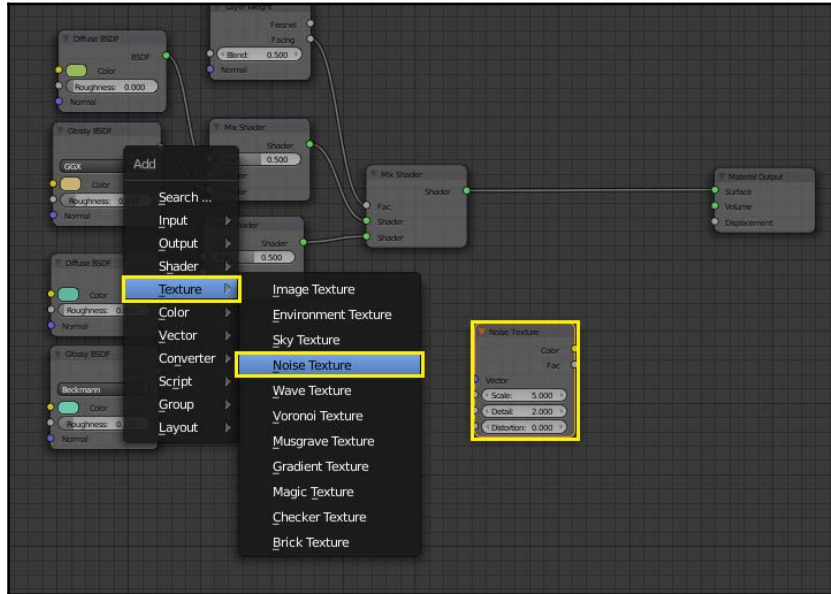 Layer Weight
Fresnel
Facing
Blend: 0.500
Normal
Diffuse BSDF
BSDF
Color
Roughness: 0.000
Normal
Glossy BSDF
GGX
Color
Roughness:
Normal
Mix Shader
Shader
0.500
Shader
0.500
Mix Shader
Shader
Fac
Shader
Shader
Material Output
Surface
Volume
Displacement
Diffuse BSDF
Color
Roughness:
Normal
Glossy BSDF
Beckmann
Color
Roughness:
Normal
Add
Search ...
Input
Output
Shader
Texture
Color
Vector
Converter
Script
Group
Layout
Image Texture
Environment Texture
Sky Texture
Noise Texture
Wave Texture
Voronoi Texture
Musgrave Texture
Gradient Texture
Magic Texture
Checker Texture
Brick Texture
Noise Texture
Color
Fac
Vector
Scale: 5.000
Detail: 2.000
Distortion: 0.000